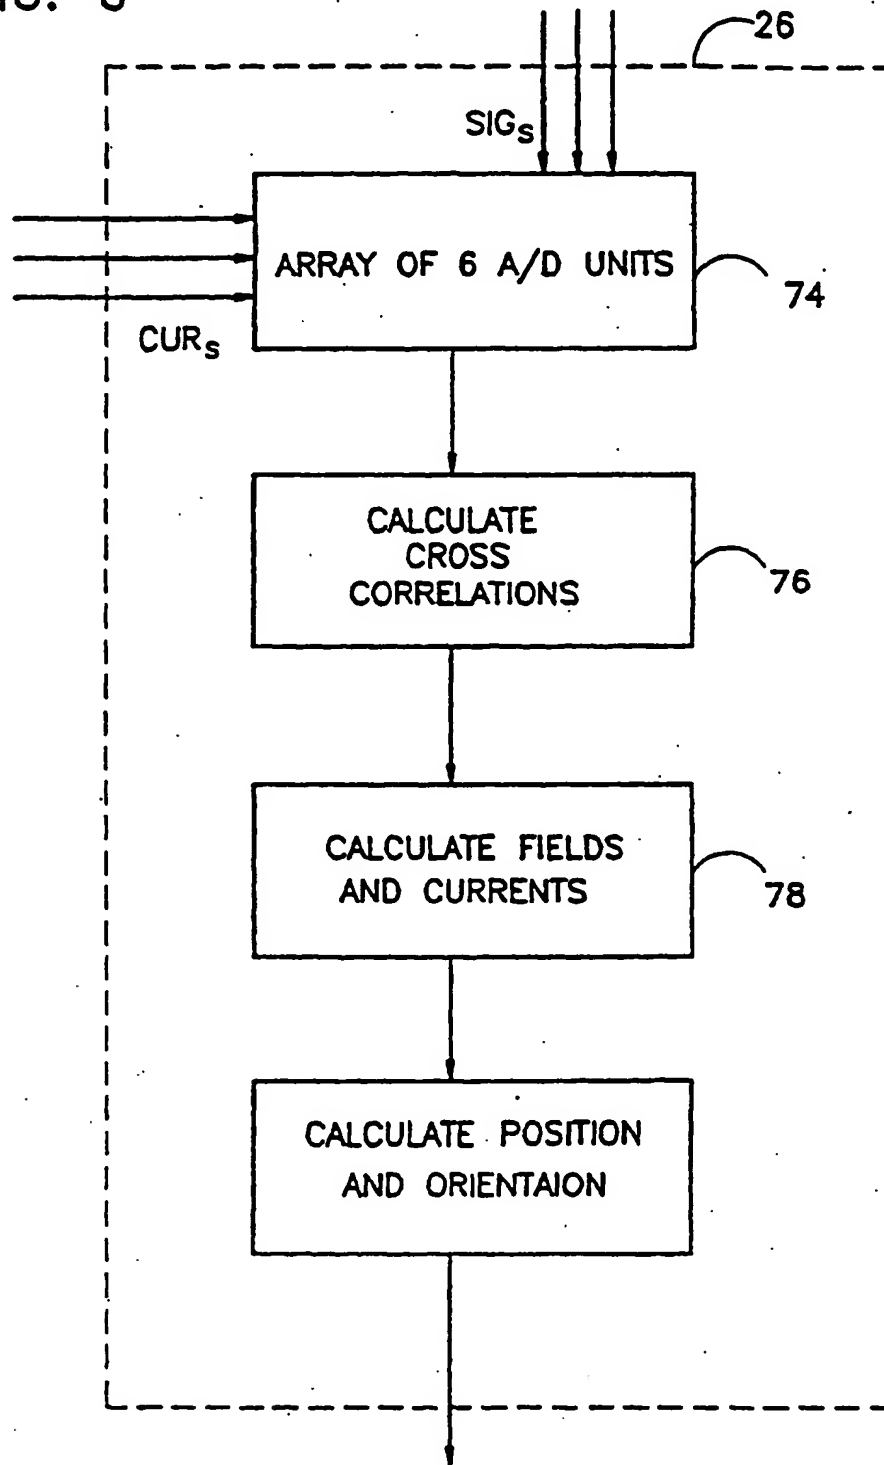 26
SIGs
ARRAY OF 6 A/D UNITS
74
CURs
CALCULATE
CROSS
CORRELATIONS
76
CALCULATE FIELDS
AND CURRENTS
78
CALCULATE POSITION
AND ORIENTAION